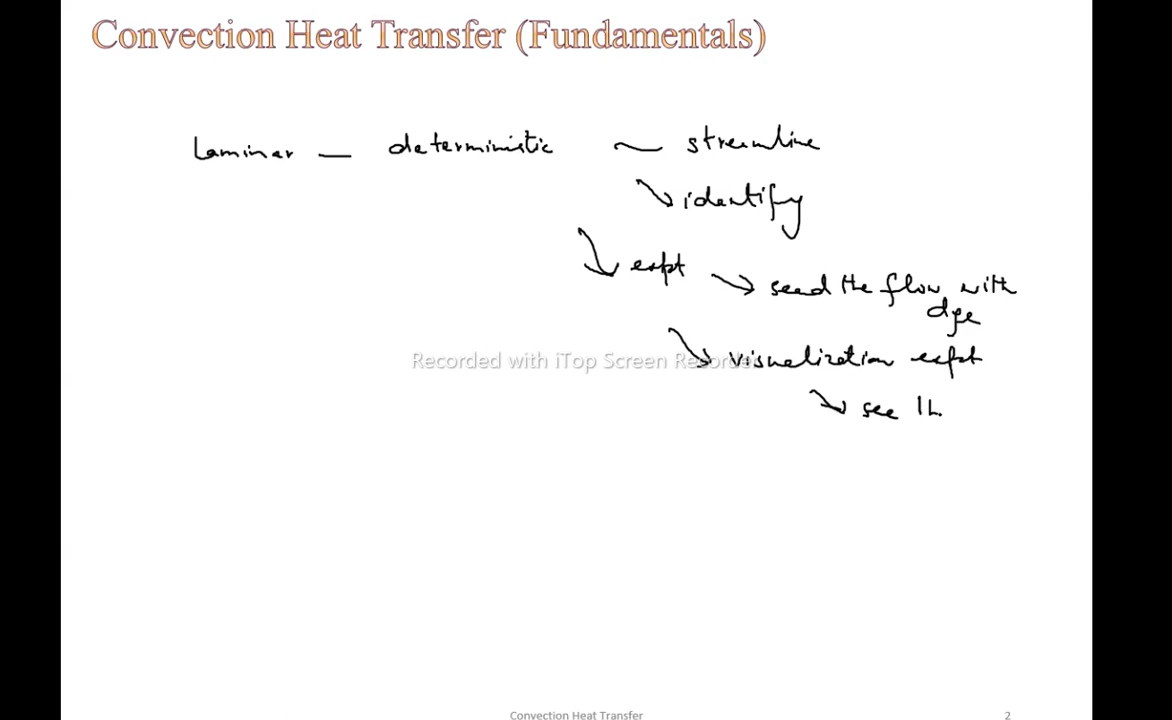 Convection Heat Transfer (Fundamentals)
Laminar — deterministic ~ streamline
↘ identify
↘ expt ↘ seed the flow with
dye
Recorded with iTop Screen Recorder
↘ visualization expt
↘ see
Convection Heat Transfer
2